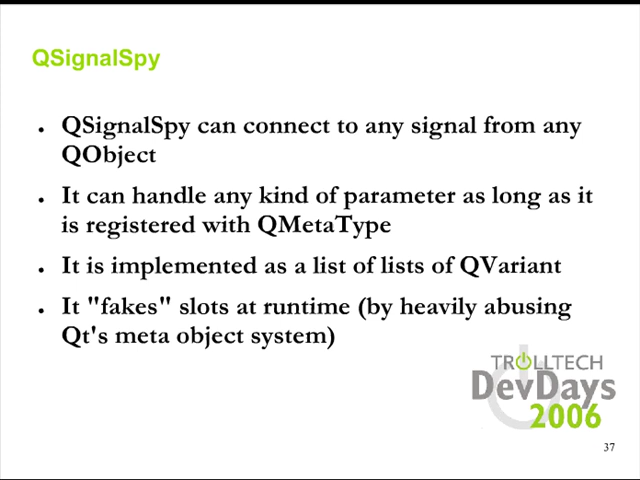 QSignalSpy
• QSignalSpy can connect to any signal from any
QObject
• It can handle any kind of parameter as long as it
is registered with QMetaType
• It is implemented as a list of lists of QVariant
• It "fakes" slots at runtime (by heavily abusing
Qt's meta object system)
TROLLTECH
DevDays
2006
37